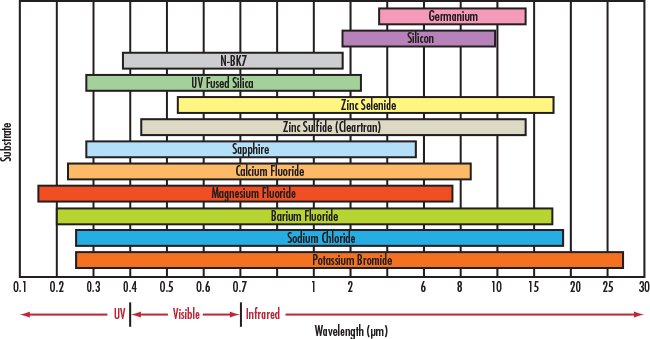 Germanium
Silicon
N-BK7
UV Fused Silica
Zinc Selenide
Zinc Sulfide (Cleartran)
Sapphire
Calcium Fluoride
Magnesium Fluoride
Barium Fluoride
Sodium Chloride
Potassium Bromide
Substrate
0.1 0.2 0.3 0.4 0.5 0.6 0.7 1 2 6 8 10 15 20 25 30
UV Visible Infrared
Wavelength (μm)